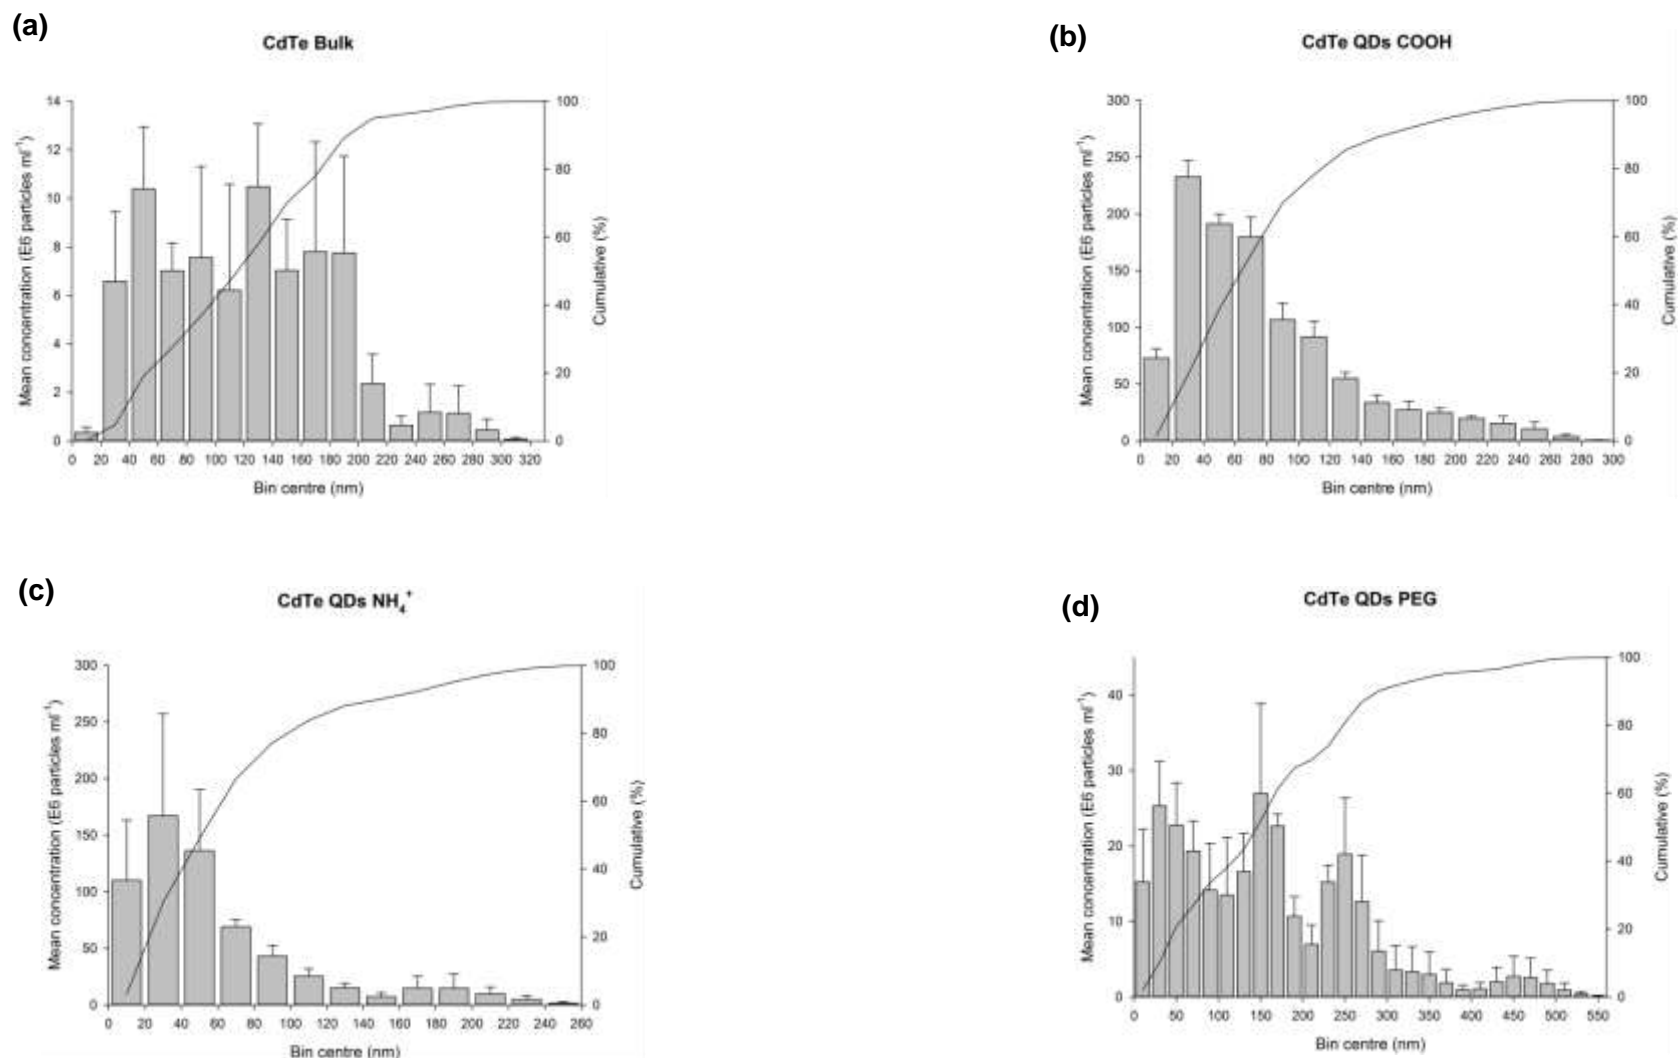 (a)
CdTe Bulk
14
12
10
8
6
4
2
0
Mean concentration (E6 particles ml⁻¹)
100
80
60
40
20
0
Cumulative (%)
0 20 40 60 80 100 120 140 160 180 200 220 240 260 280 300 320
Bin centre (nm)
(b)
CdTe QDs COOH
300
250
200
150
100
50
0
Mean concentration (E6 particles ml⁻¹)
100
80
60
40
20
0
Cumulative (%)
0 20 40 60 80 100 120 140 160 180 200 220 240 260 280 300
Bin centre (nm)
(c)
CdTe QDs NH₄⁺
300
250
200
150
100
50
0
Mean concentration (E6 particles ml⁻¹)
100
80
60
40
20
0
Cumulative (%)
0 20 40 60 80 100 120 140 160 180 200 220 240 260
Bin centre (nm)
(d)
CdTe QDs PEG
40
30
20
10
0
Mean concentration (E6 particles ml⁻¹)
100
80
60
40
20
0
Cumulative (%)
0 50 100 150 200 250 300 350 400 450 500 550
Bin centre (nm)